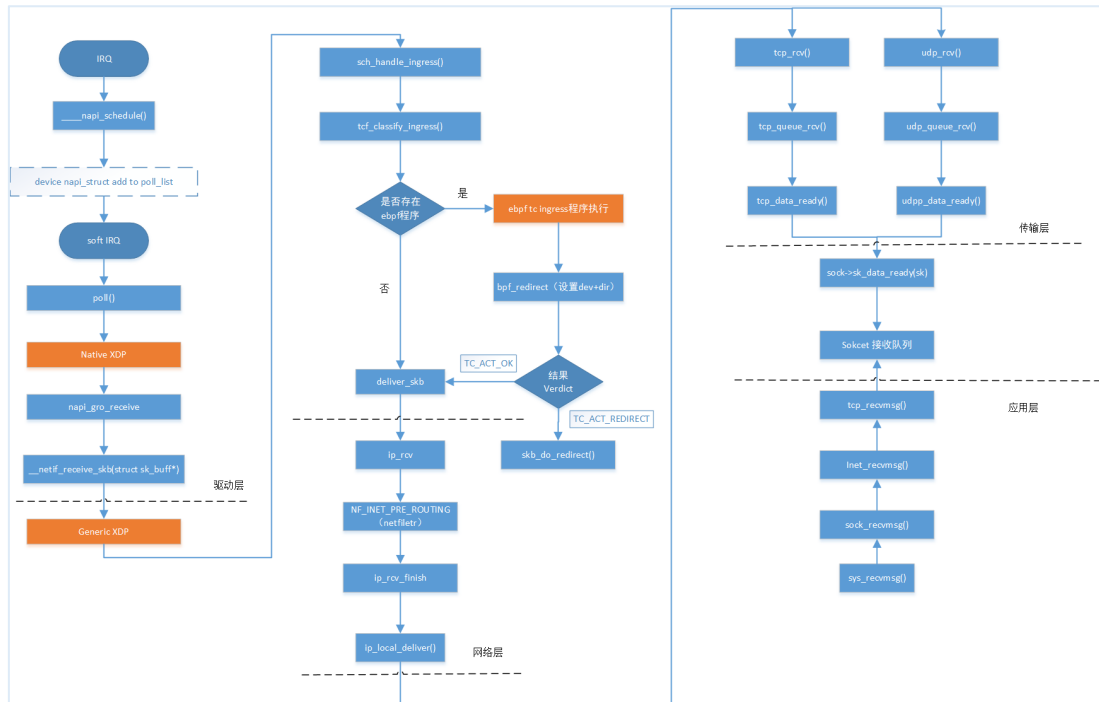 IRQ
____napi_schedule()
device napi_struct add to poll_list
soft IRQ
poll()
Native XDP
napi_gro_receive
__netif_receive_skb(struct sk_buff*)
驱动层
Generic XDP
sch_handle_ingress()
tcf_classify_ingress()
是否存在
ebpf程序
是
ebpf tc ingress程序执行
否
bpf_redirect（设置dev+dir）
TC_ACT_OK
结果
Verdict
deliver_skb
TC_ACT_REDIRECT
skb_do_redirect()
ip_rcv
NF_INET_PRE_ROUTING
（netfiletr）
ip_rcv_finish
ip_local_deliver()
网络层
tcp_rcv()
udp_rcv()
tcp_queue_rcv()
udp_queue_rcv()
tcp_data_ready()
udpp_data_ready()
传输层
sock->sk_data_ready(sk)
Sokcet 接收队列
应用层
tcp_recvmsg()
Inet_recvmsg()
sock_recvmsg()
sys_recvmsg()